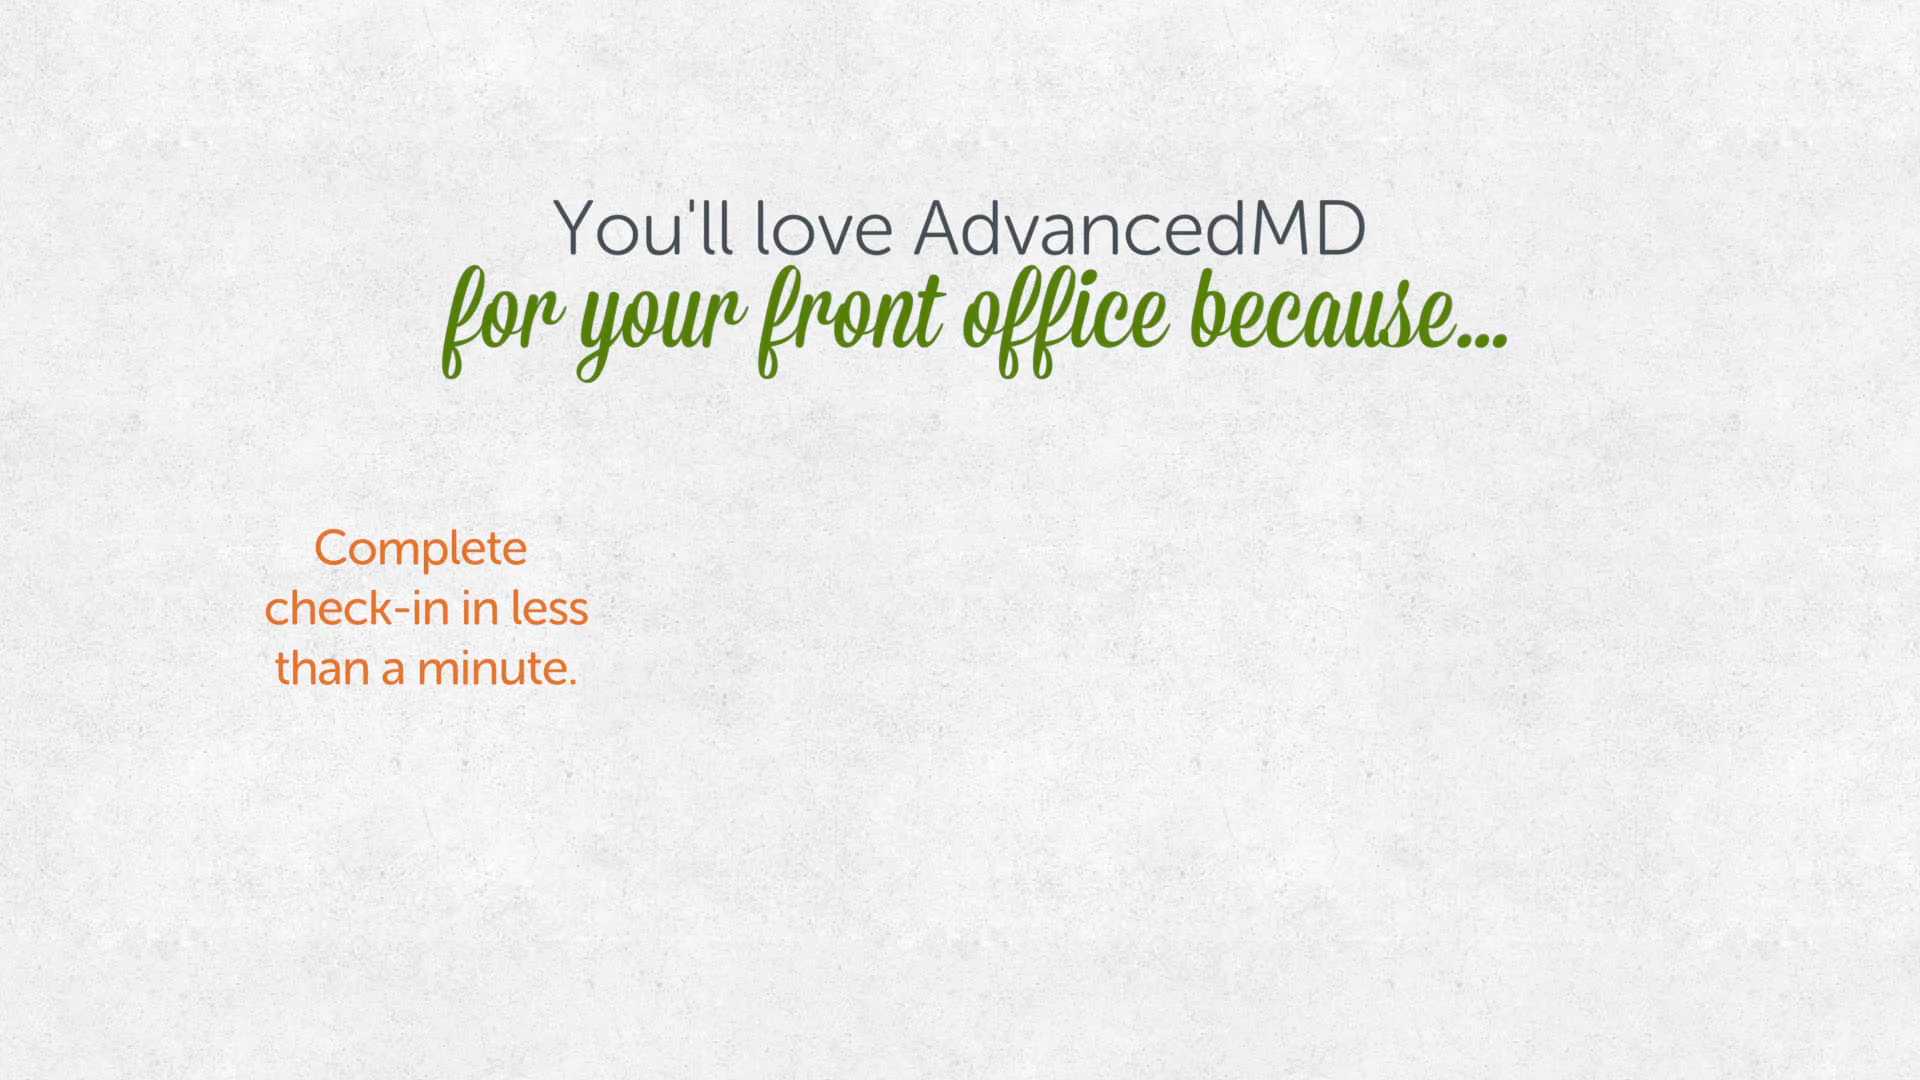 You'll love AdvancedMD
for your front office because...
Complete
check-in in less
than a minute.